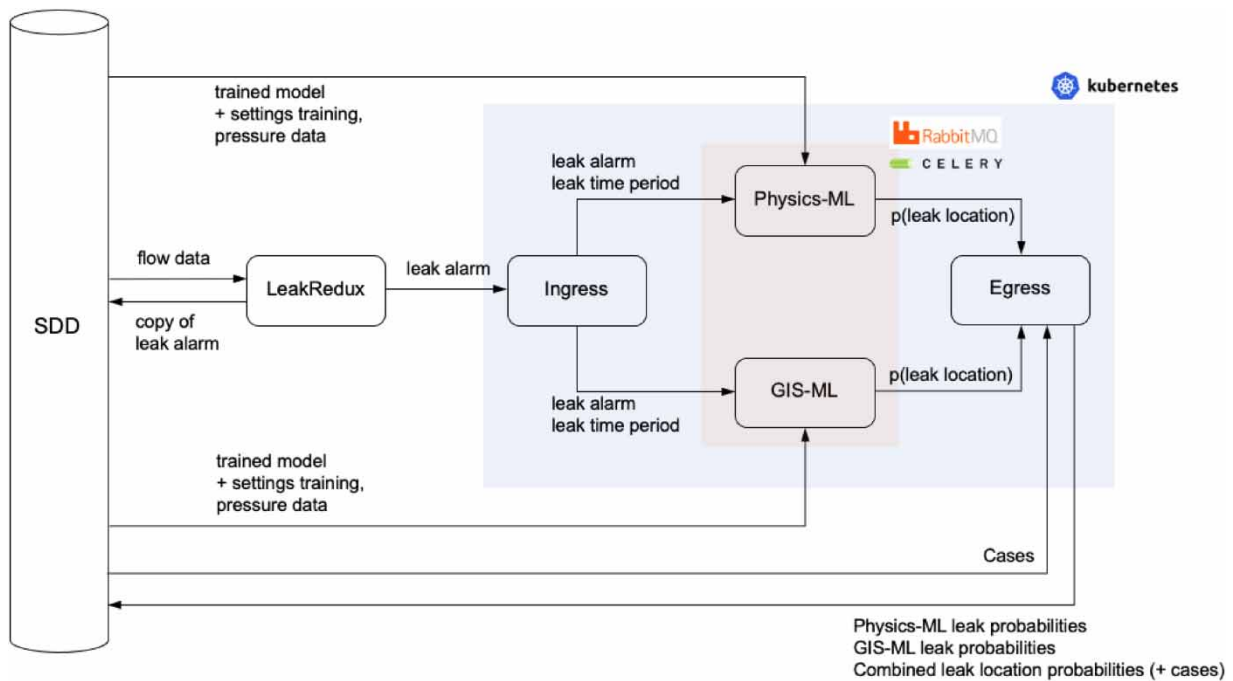 kubernetes
trained model
+ settings training,
pressure data
RabbitMQ
CELERY
leak alarm
leak time period
Physics-ML
p(leak location)
flow data
leak alarm
LeakRedux
Ingress
Egress
SDD
copy of
leak alarm
p(leak location)
GIS-ML
leak alarm
leak time period
trained model
+ settings training,
pressure data
Cases
Physics-ML leak probabilities
GIS-ML leak probabilities
Combined leak location probabilities (+ cases)